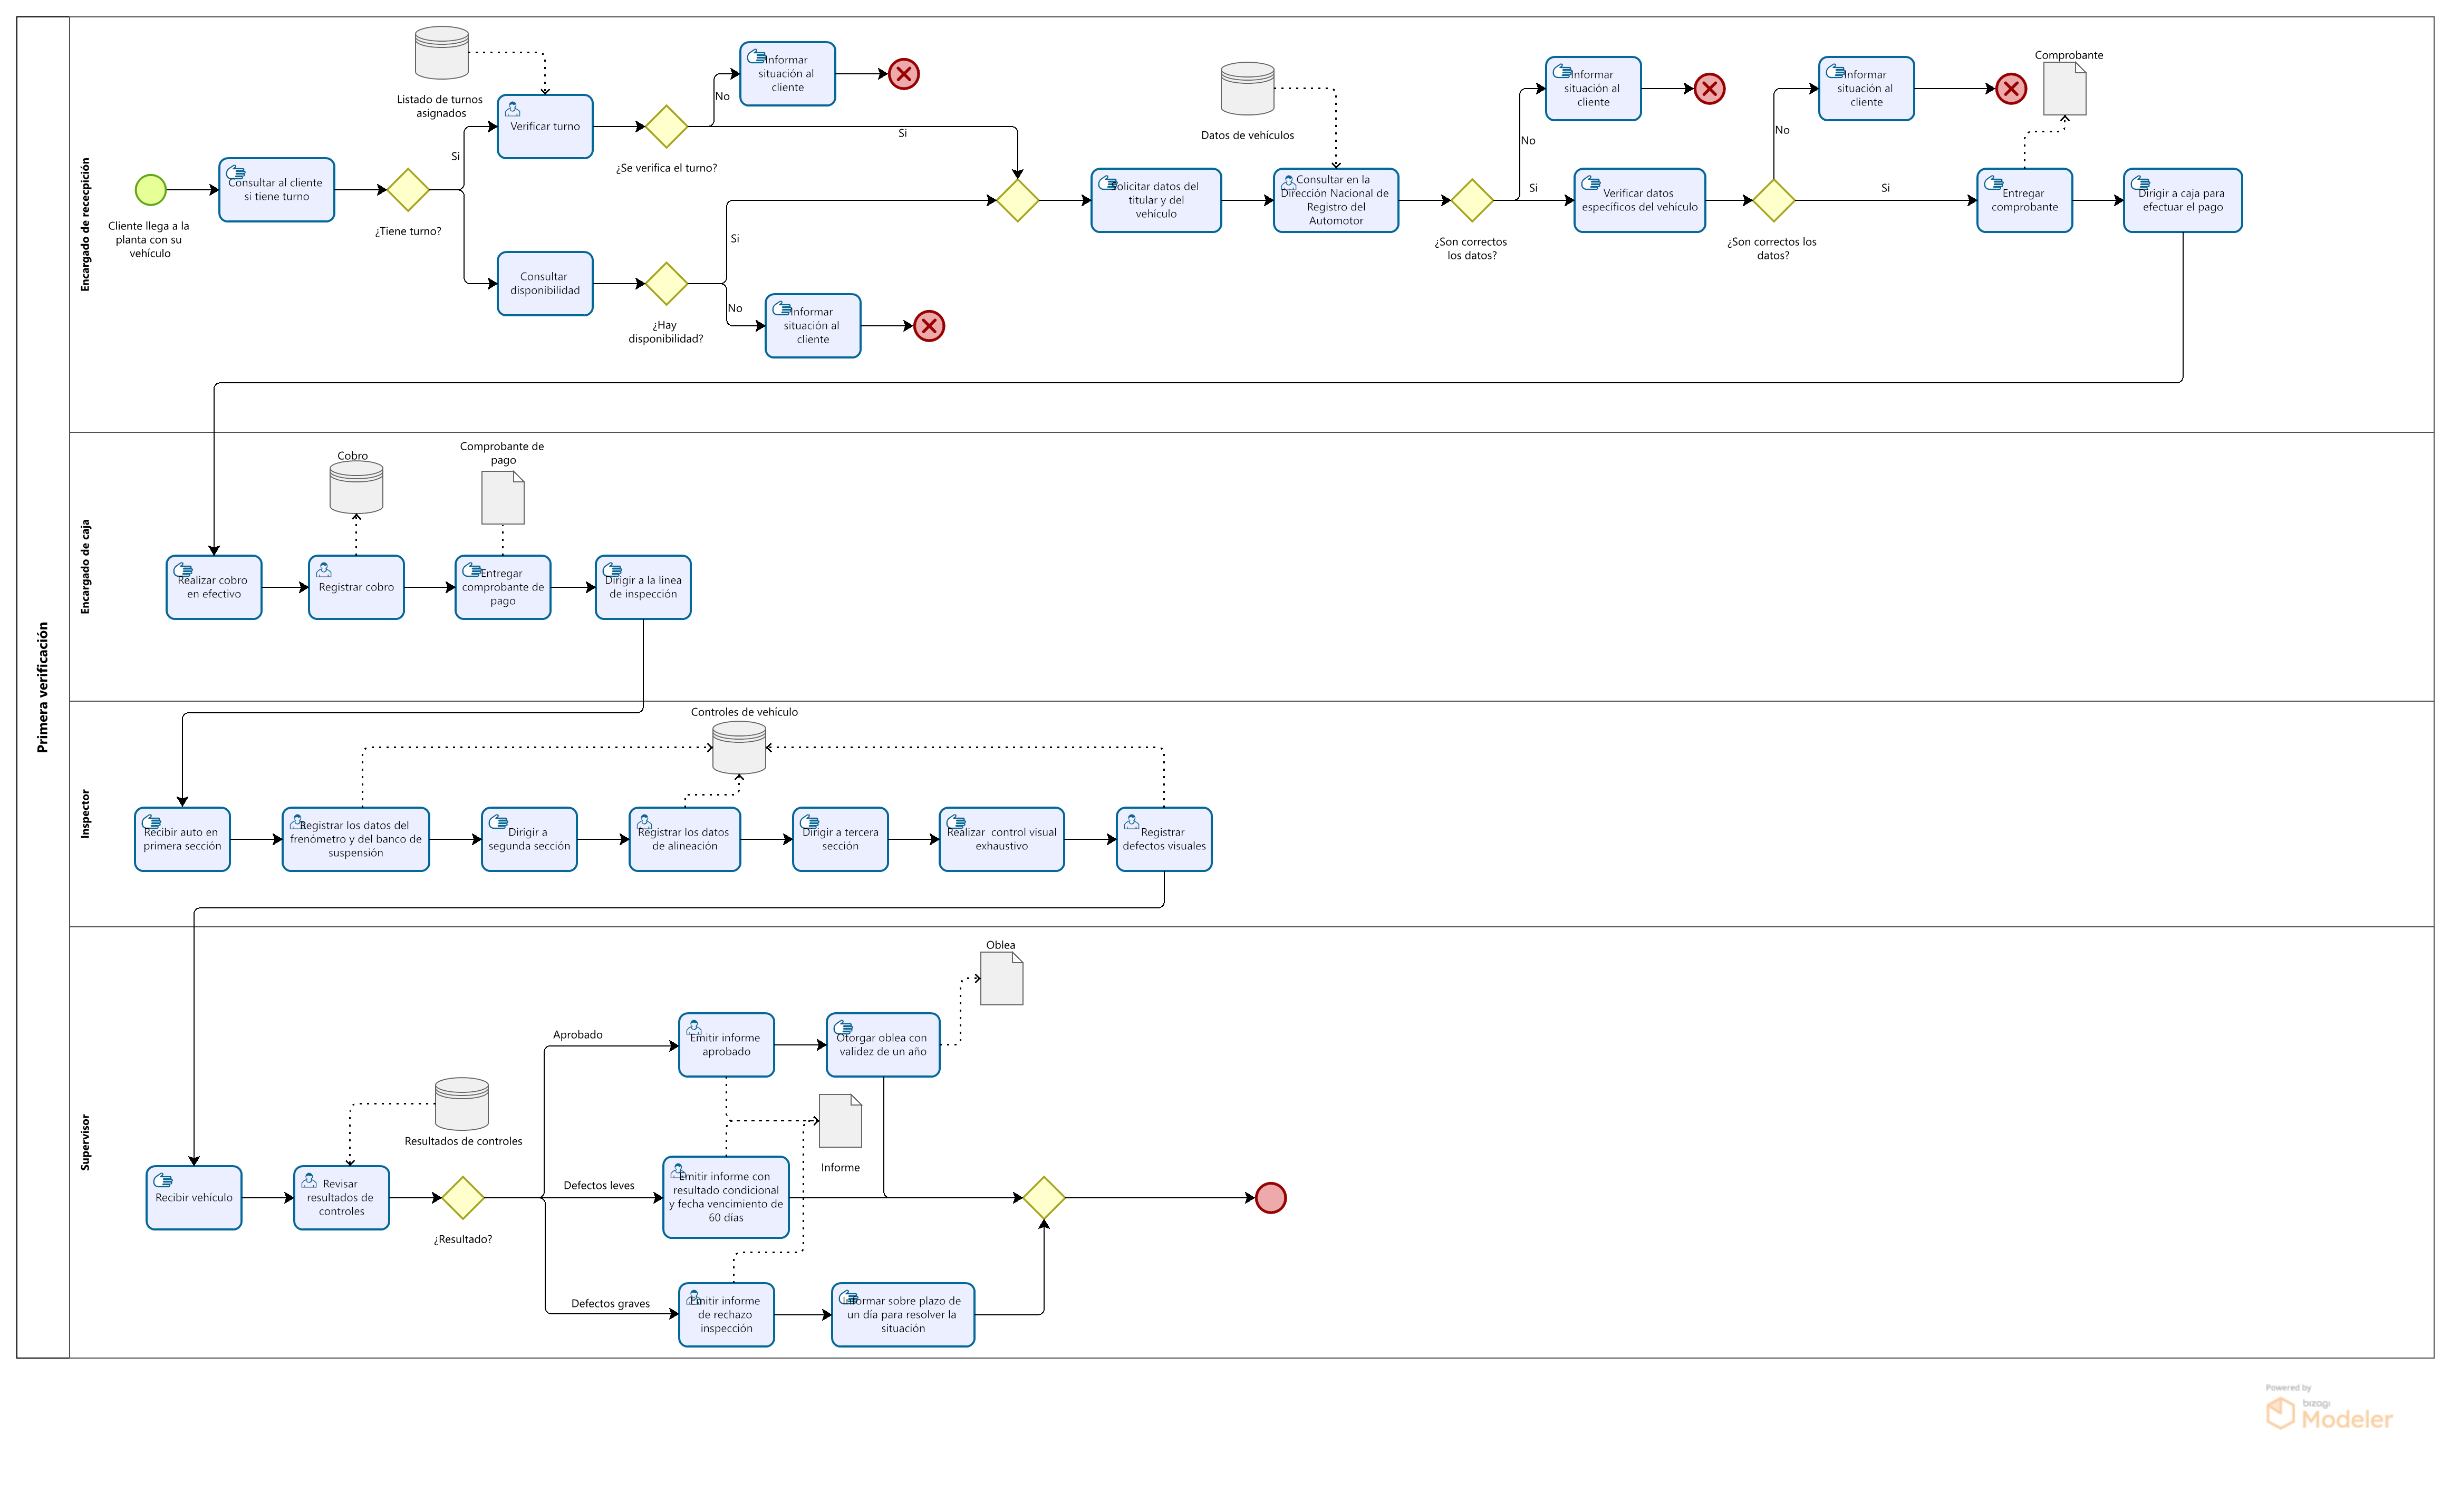 Primera verificación
Encargado de rececpición
Cliente llega a la
planta con su
vehículo
Consultar al cliente
si tiene turno
¿Tiene turno?
Si
Listado de turnos
asignados
Verificar turno
¿Se verifica el turno?
No
Informar
situación al
cliente
Si
Consultar
disponibilidad
¿Hay
disponibilidad?
Si
No
Informar
situación al
cliente
Solicitar datos del
titular y del
vehículo
Datos de vehículos
Consultar en la
Dirección Nacional de
Registro del
Automotor
¿Son correctos
los datos?
No
Informar
situación al
cliente
Si
Verificar datos
específicos del vehículo
¿Son correctos los
datos?
No
Informar
situación al
cliente
Si
Comprobante
Entregar
comprobante
Dirigir a caja para
efectuar el pago
Encargado de caja
Realizar cobro
en efectivo
Cobro
Registrar cobro
Comprobante de
pago
Entregar
comprobante de
pago
Dirigir a la linea
de inspección
Inspector
Controles de vehículo
Recibir auto en
primera sección
Registrar los datos del
frenómetro y del banco de
suspensión
Dirigir a
segunda sección
Registrar los datos
de alineación
Dirigir a tercera
sección
Realizar  control visual
exhaustivo
Registrar
defectos visuales
Supervisor
Recibir vehículo
Resultados de controles
Revisar
resultados de
controles
¿Resultado?
Aprobado
Emitir informe
aprobado
Otorgar oblea con
validez de un año
Oblea
Informe
Defectos leves
Emitir informe con
resultado condicional
y fecha vencimiento de
60 días
Defectos graves
Emitir informe
de rechazo
inspección
Informar sobre plazo de
un día para resolver la
situación
Powered by
bizagi
Modeler